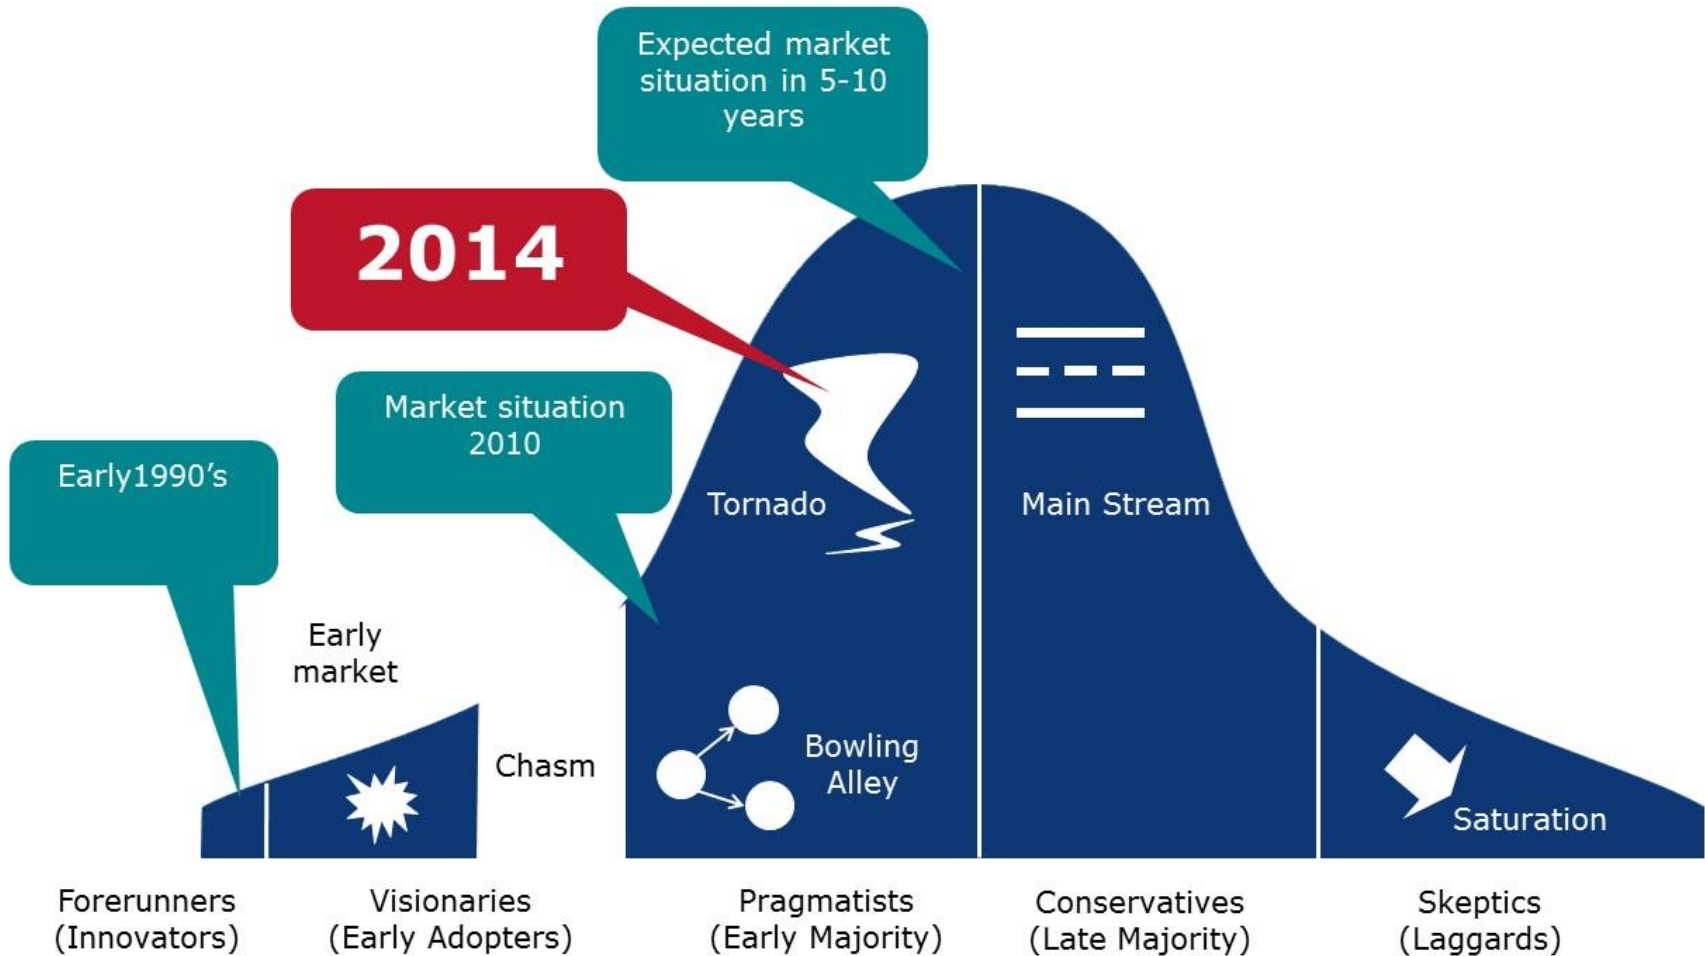 Expected market
situation in 5-10
years
2014
Market situation
2010
Early1990’s
Tornado
Main Stream
Early
market
Chasm
Bowling
Alley
Saturation
Forerunners
(Innovators)
Visionaries
(Early Adopters)
Pragmatists
(Early Majority)
Conservatives
(Late Majority)
Skeptics
(Laggards)